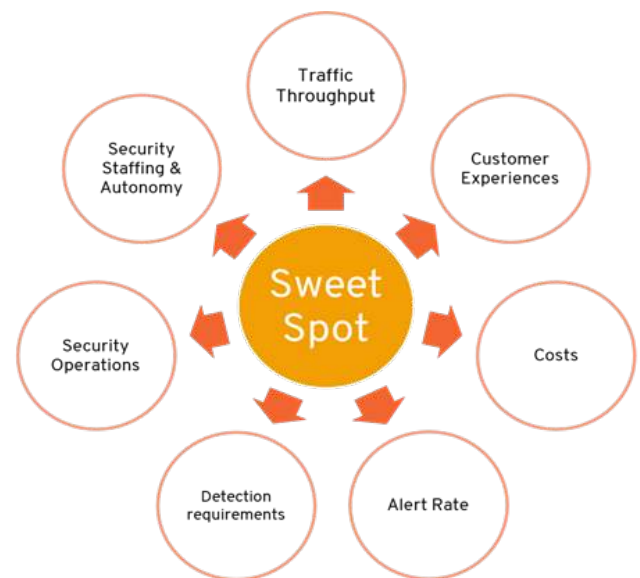 Traffic
Throughput
Customer
Experiences
Costs
Alert Rate
Detection
requirements
Security
Operations
Security
Staffing &
Autonomy
Sweet
Spot